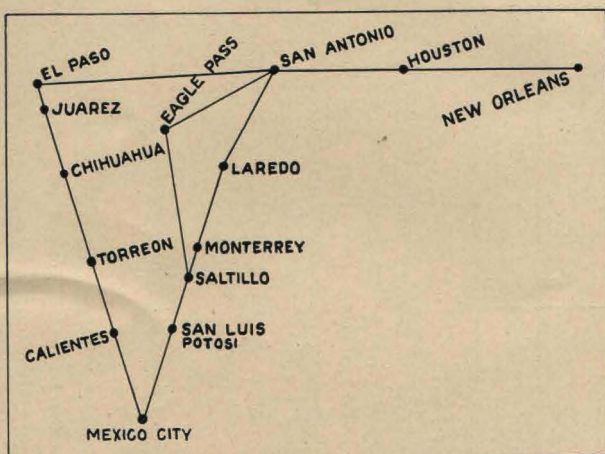 EL PASO
EAGLE PASS
SAN ANTONIO
HOUSTON
NEW ORLEANS
JUAREZ
CHIHUAHUA
LAREDO
TORREON
MONTERREY
SALTILLO
CALIENTES
SAN LUIS
POTOSI
MEXICO CITY